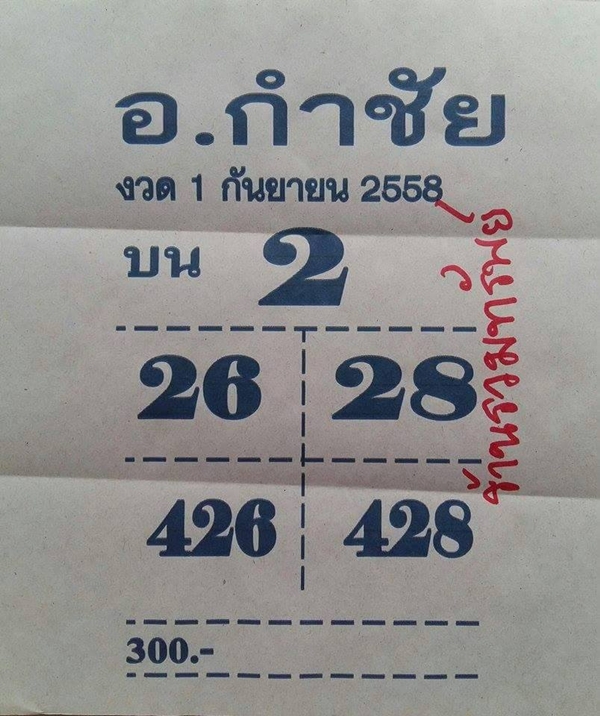 อ.กำชัย
งวด 1 กันยายน 2558
บน 2
26 28
426 428
300.-